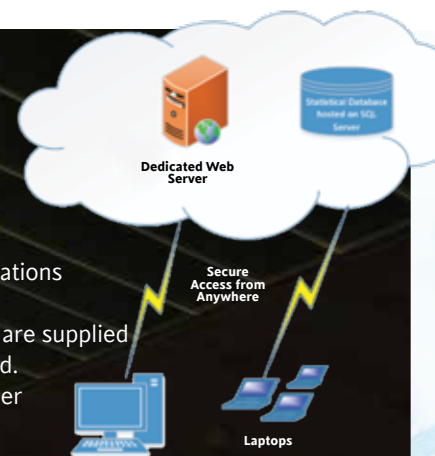 Statistical Database
hosted on SQL
Server
Dedicated Web
Server
Secure
Access from
Anywhere
ations
are supplied
d.
er
Laptops